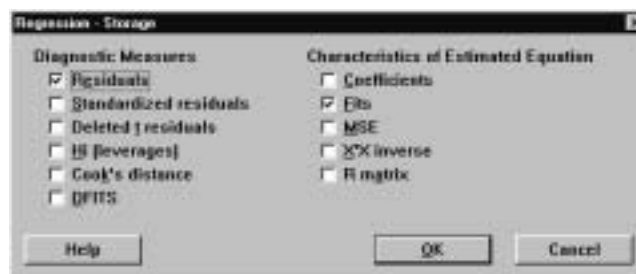 Regression - Storage
Diagnostic Measures
Residuals
Standardized residuals
Deleted t residuals
Hi (leverages)
Cook's distance
DFITS
Characteristics of Estimated Equation
Coefficients
Fits
MSE
X'X inverse
R matrix
Help
OK
Cancel